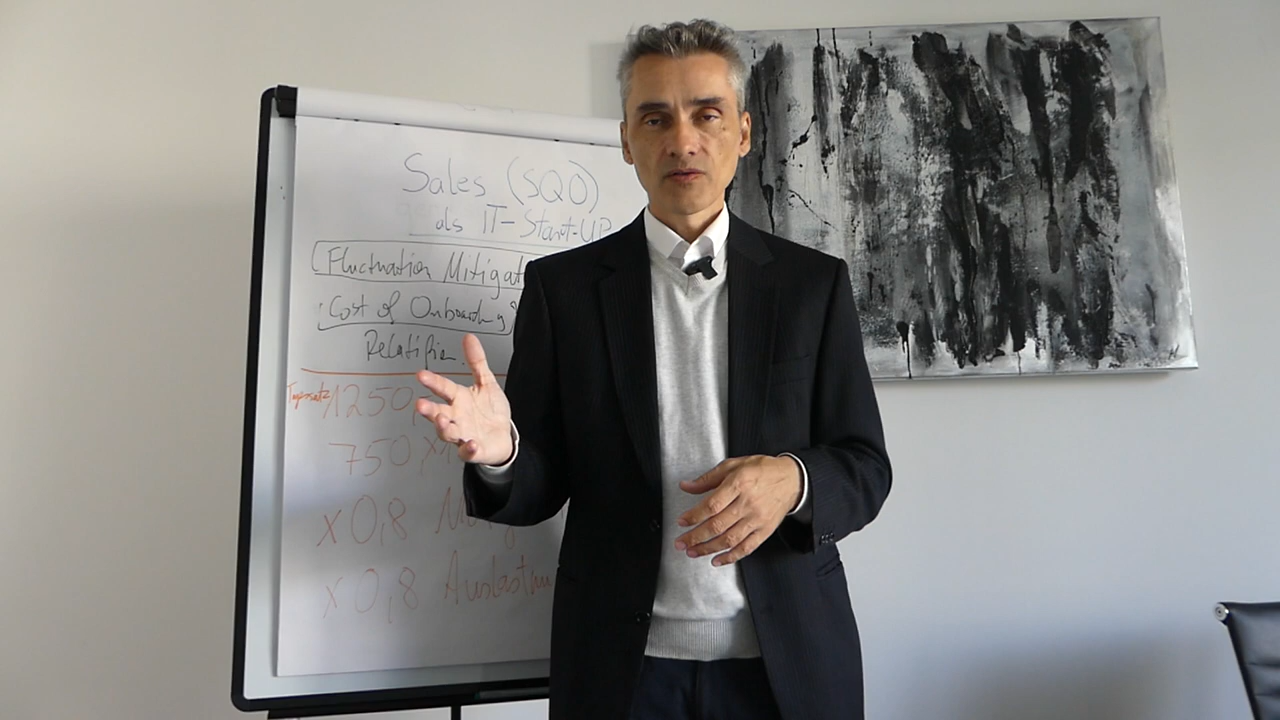 Sales (SQO)
als IT-Start-UP
Fluctuation Mitigat
Cost of Onboarding
Tagessatz 1250,
750,
x 0,8
x 0,8 Auslastun